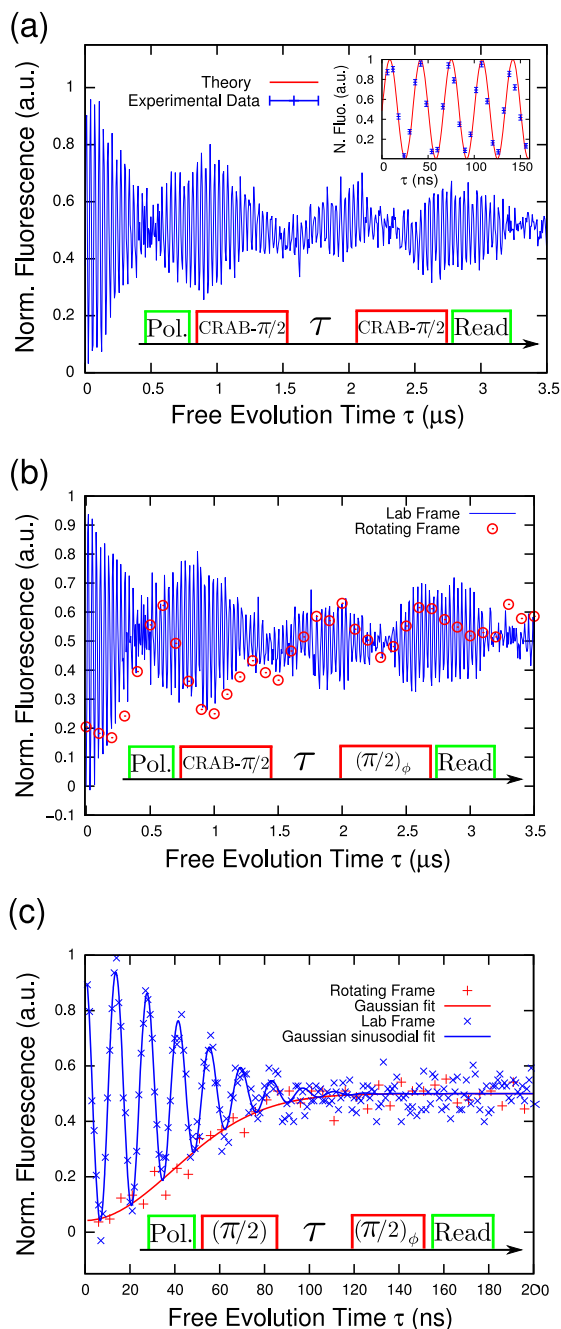 (a)
Norm. Fluorescence (a.u.)
1
0.8
0.6
0.4
0.2
0
Theory
Experimental Data
N. Fluo. (a.u.)
1
0.8
0.6
0.4
0.2
0 50 100 150
τ (ns)
Pol. CRAB-π/2 τ CRAB-π/2 Read
0 0.5 1 1.5 2 2.5 3 3.5
Free Evolution Time τ (μs)
(b)
Norm. Fluorescence (a.u.)
1
0.9
0.8
0.7
0.6
0.5
0.4
0.3
0.2
0.1
0
−0.1
Lab Frame
Rotating Frame
Pol. CRAB-π/2 τ (π/2)ϕ Read
0 0.5 1 1.5 2 2.5 3 3.5
Free Evolution Time τ (μs)
(c)
Norm. Fluorescence (a.u.)
1
0.8
0.6
0.4
0.2
0
Rotating Frame
Gaussian fit
Lab Frame
Gaussian sinusodial fit
Pol. (π/2) τ (π/2)ϕ Read
0 20 40 60 80 100 120 140 160 180 200
Free Evolution Time τ (ns)